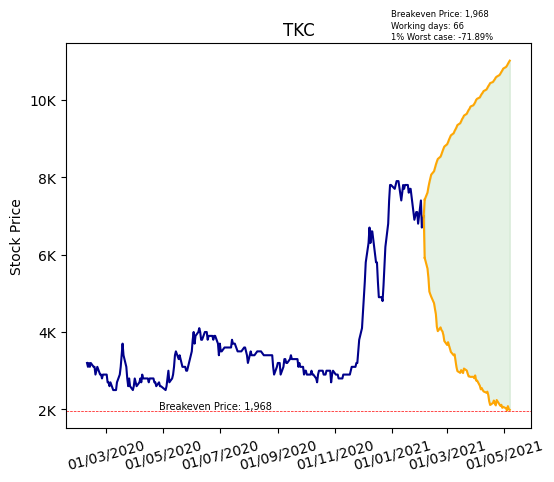 Breakeven Price: 1,968
Working days: 66
1% Worst case: -71.89%
TKC
Stock Price
10K
8K
6K
4K
2K
Breakeven Price: 1,968
01/03/2020
01/05/2020
01/07/2020
01/09/2020
01/11/2020
01/01/2021
01/03/2021
01/05/2021